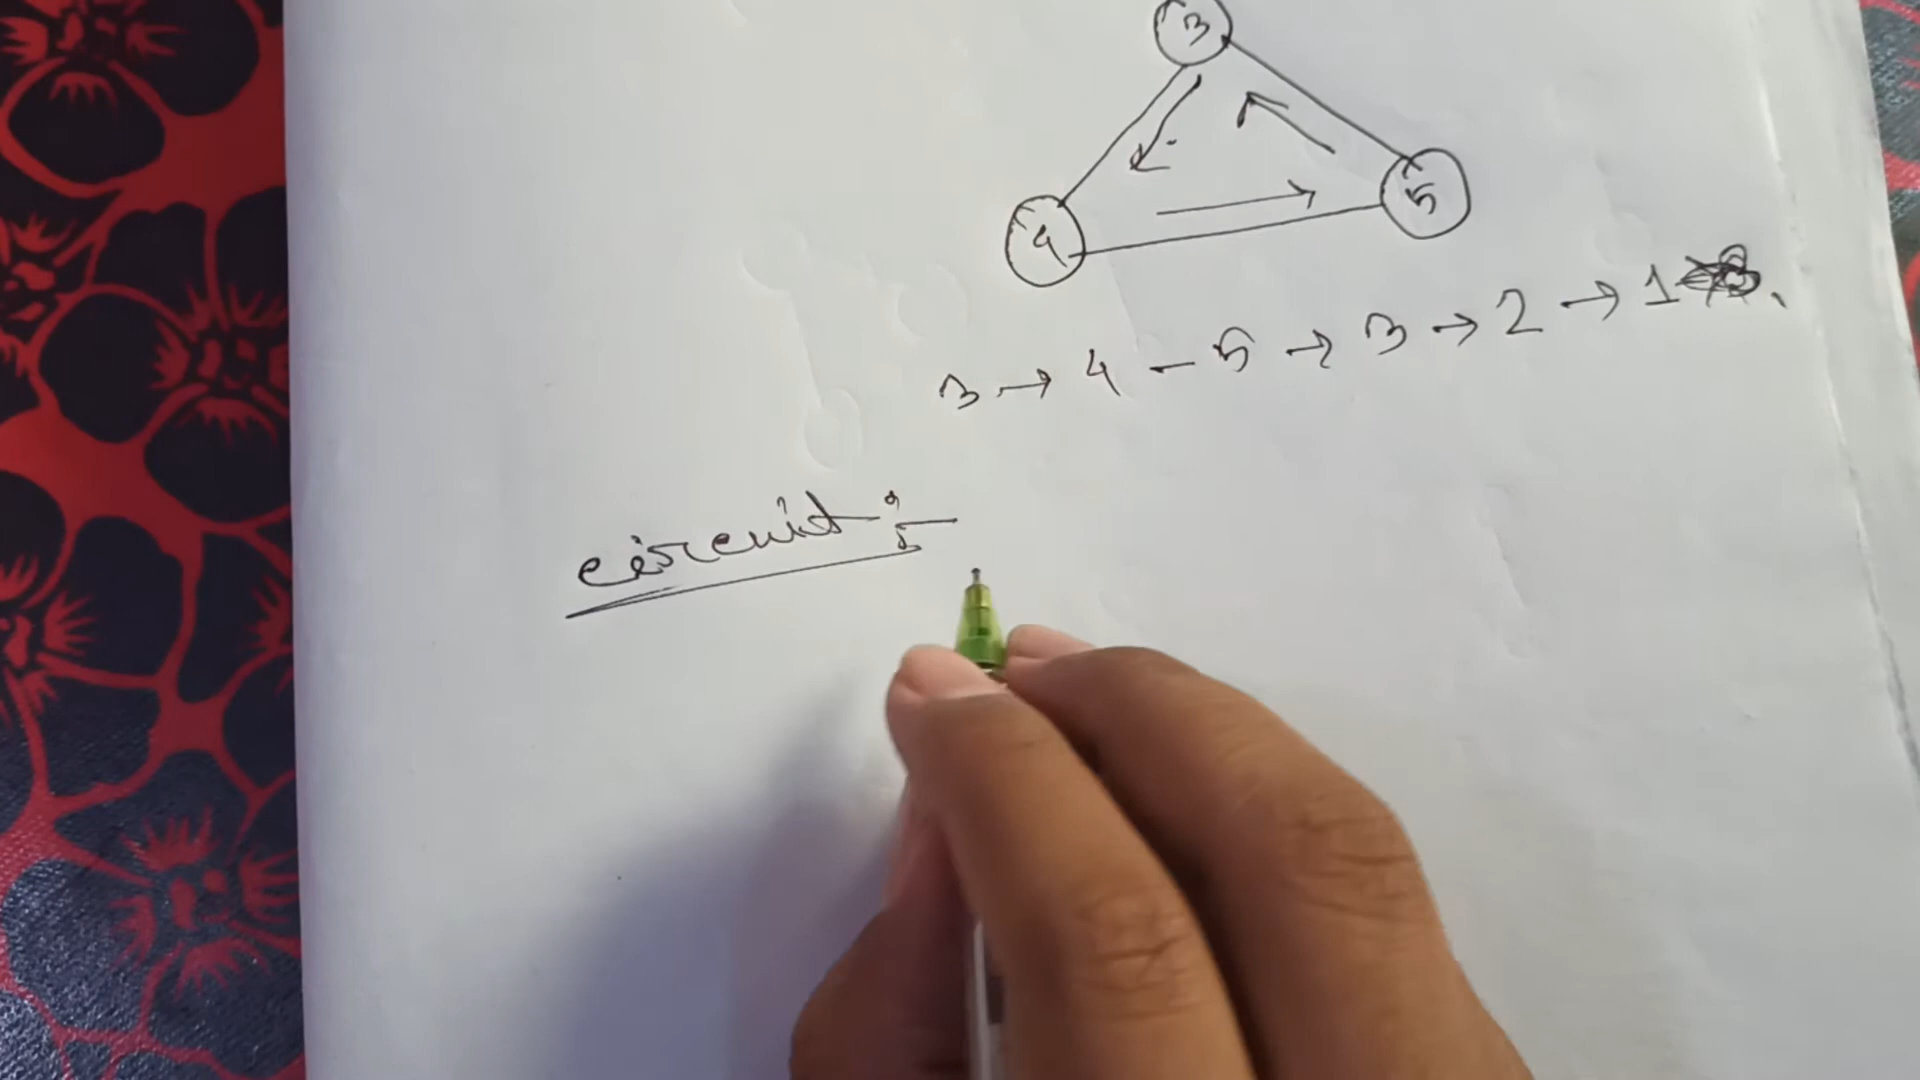 3
4
5
3 → 4 – 5 → 3 → 2 → 1
circuit :-